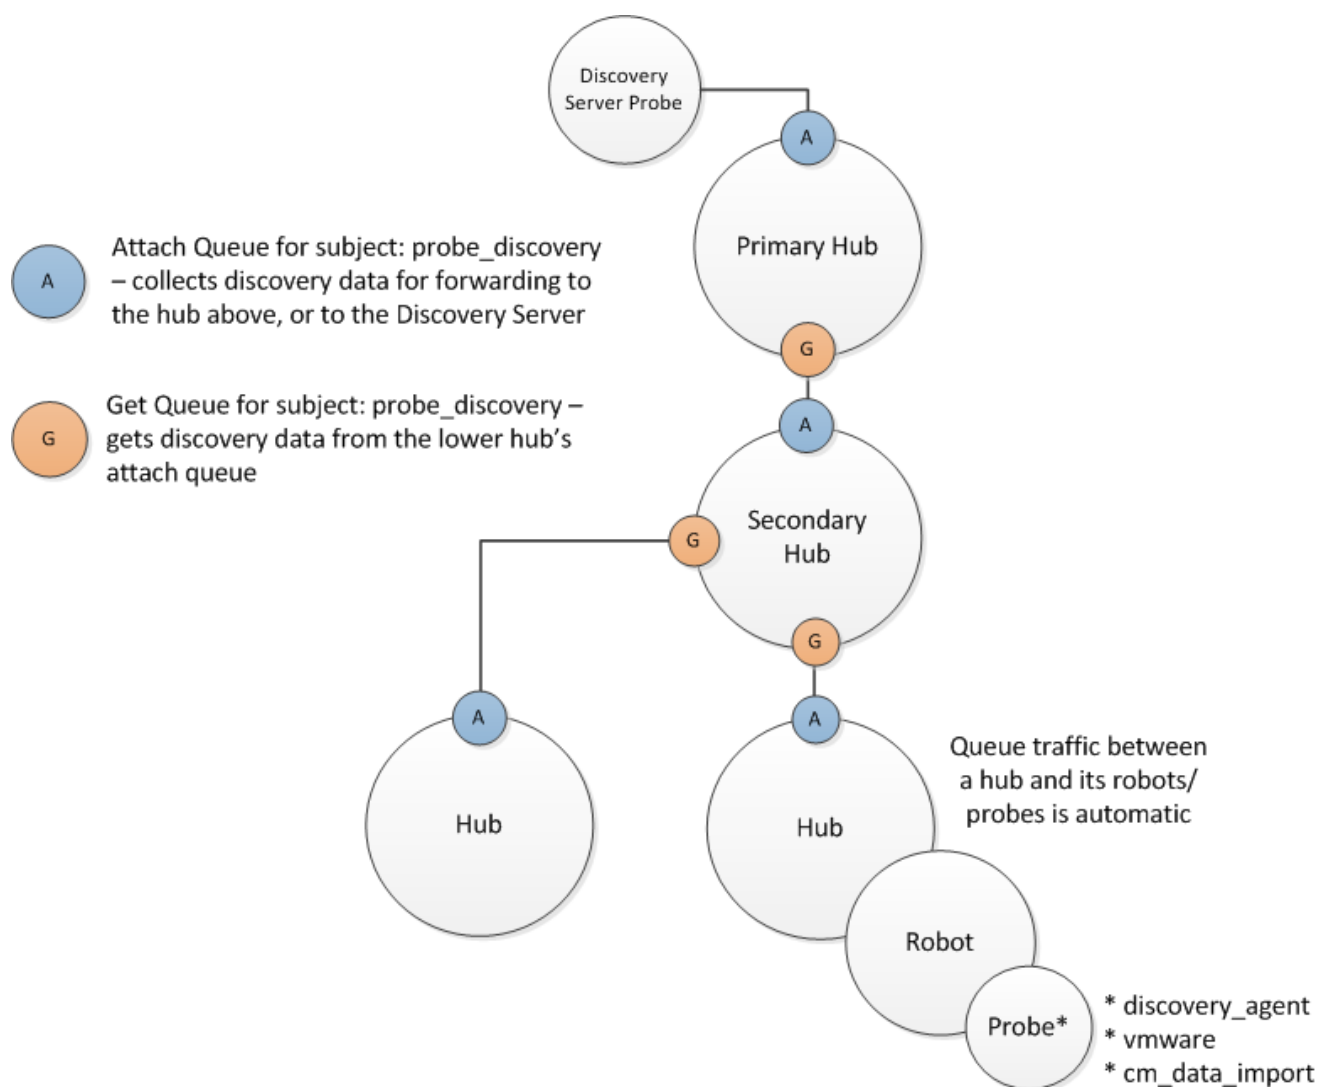 Discovery
Server Probe
A
Primary Hub
G
A
Attach Queue for subject: probe_discovery
– collects discovery data for forwarding to
the hub above, or to the Discovery Server
G
Get Queue for subject: probe_discovery –
gets discovery data from the lower hub’s
attach queue
A
Secondary
Hub
G
G
A
Hub
A
Hub
Queue traffic between
a hub and its robots/
probes is automatic
Robot
Probe*
* discovery_agent
* vmware
* cm_data_import